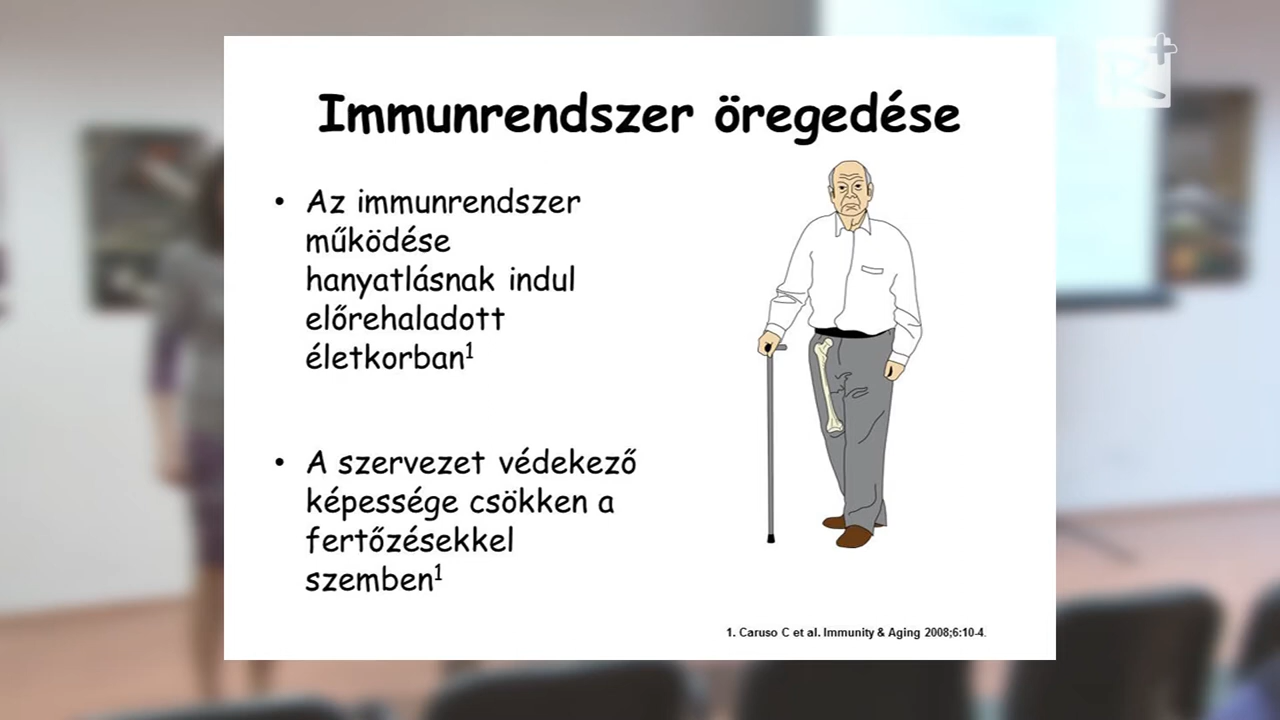 Immunrendszer öregedése
• Az immunrendszer
működése
hanyatlásnak indul
előrehaladott
életkorban¹
• A szervezet védekező
képessége csökken a
fertőzésekkel
szemben¹
1. Caruso C et al. Immunity & Aging 2008;6:10-4.
R+